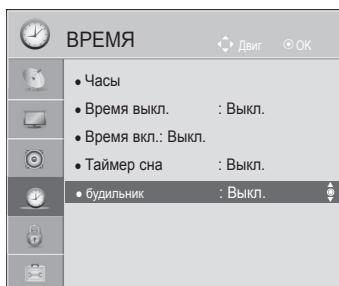 ВРЕМЯ Двиг OK
• Часы
• Время выкл. : Выкл.
• Время вкл.: Выкл.
• Таймер сна : Выкл.
• будильник : Выкл.